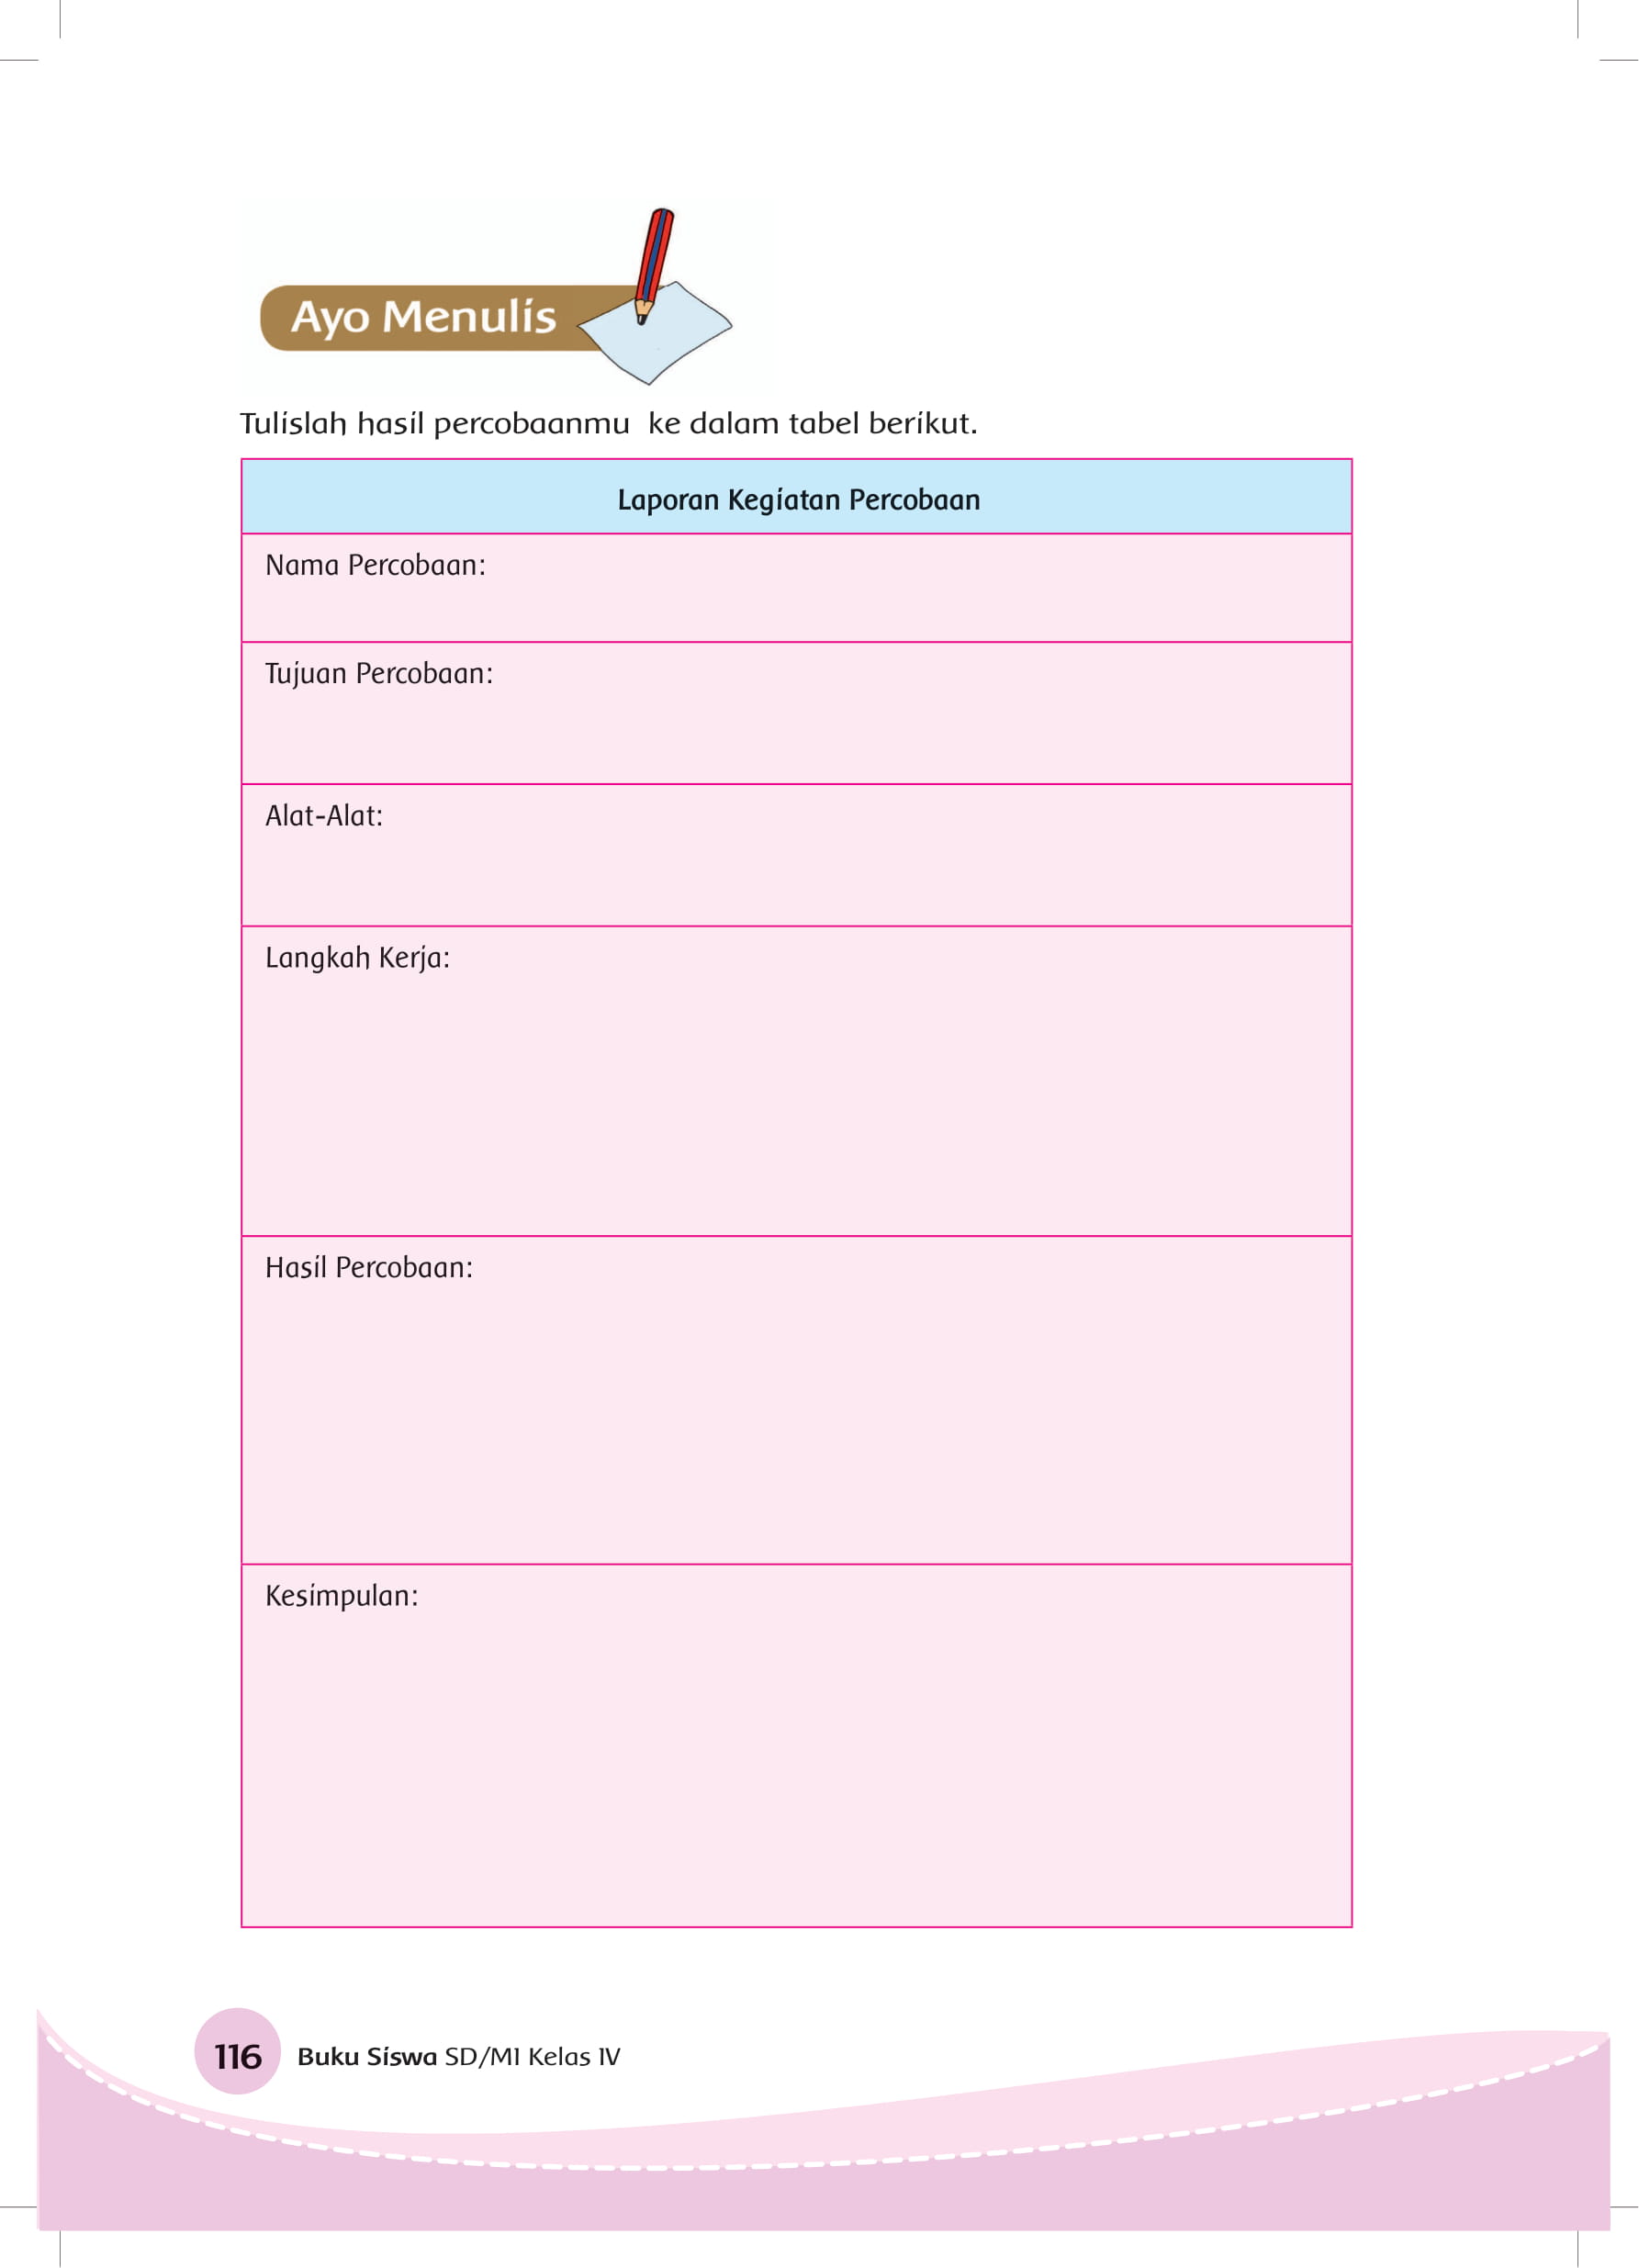 Ayo Menulis
Tulislah hasil percobaanmu  ke dalam tabel berikut.
Laporan Kegiatan Percobaan
Nama Percobaan:
Tujuan Percobaan:
Alat-Alat:
Langkah Kerja:
Hasil Percobaan:
Kesimpulan:
116 Buku Siswa SD/MI Kelas IV